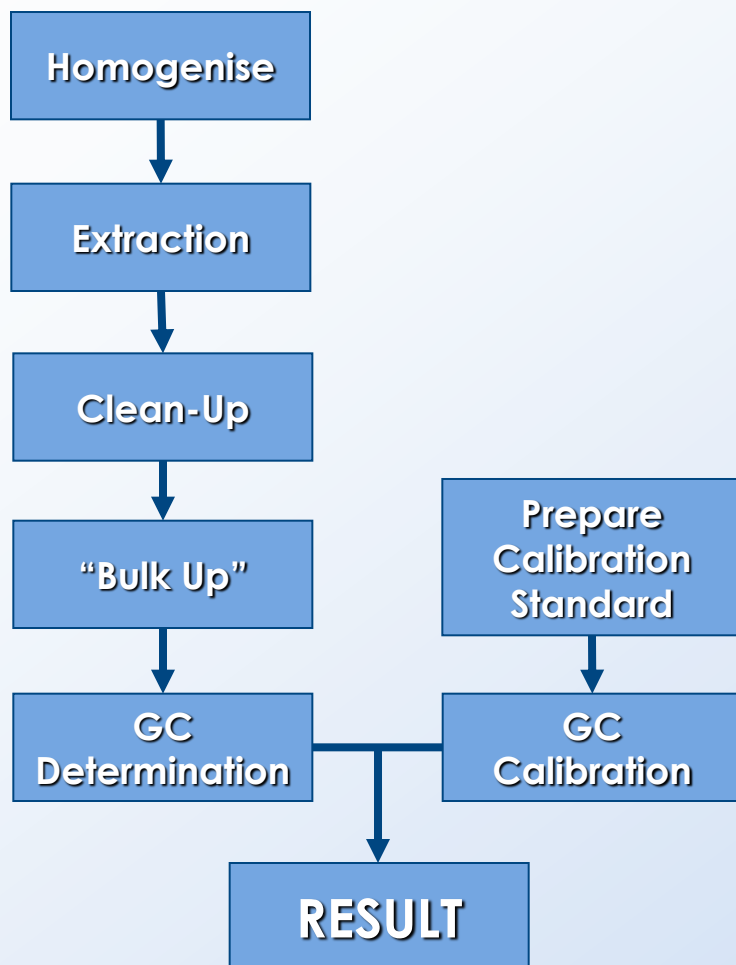 Homogenise
Extraction
Clean-Up
“Bulk Up”
GC
Determination
Prepare
Calibration
Standard
GC
Calibration
RESULT